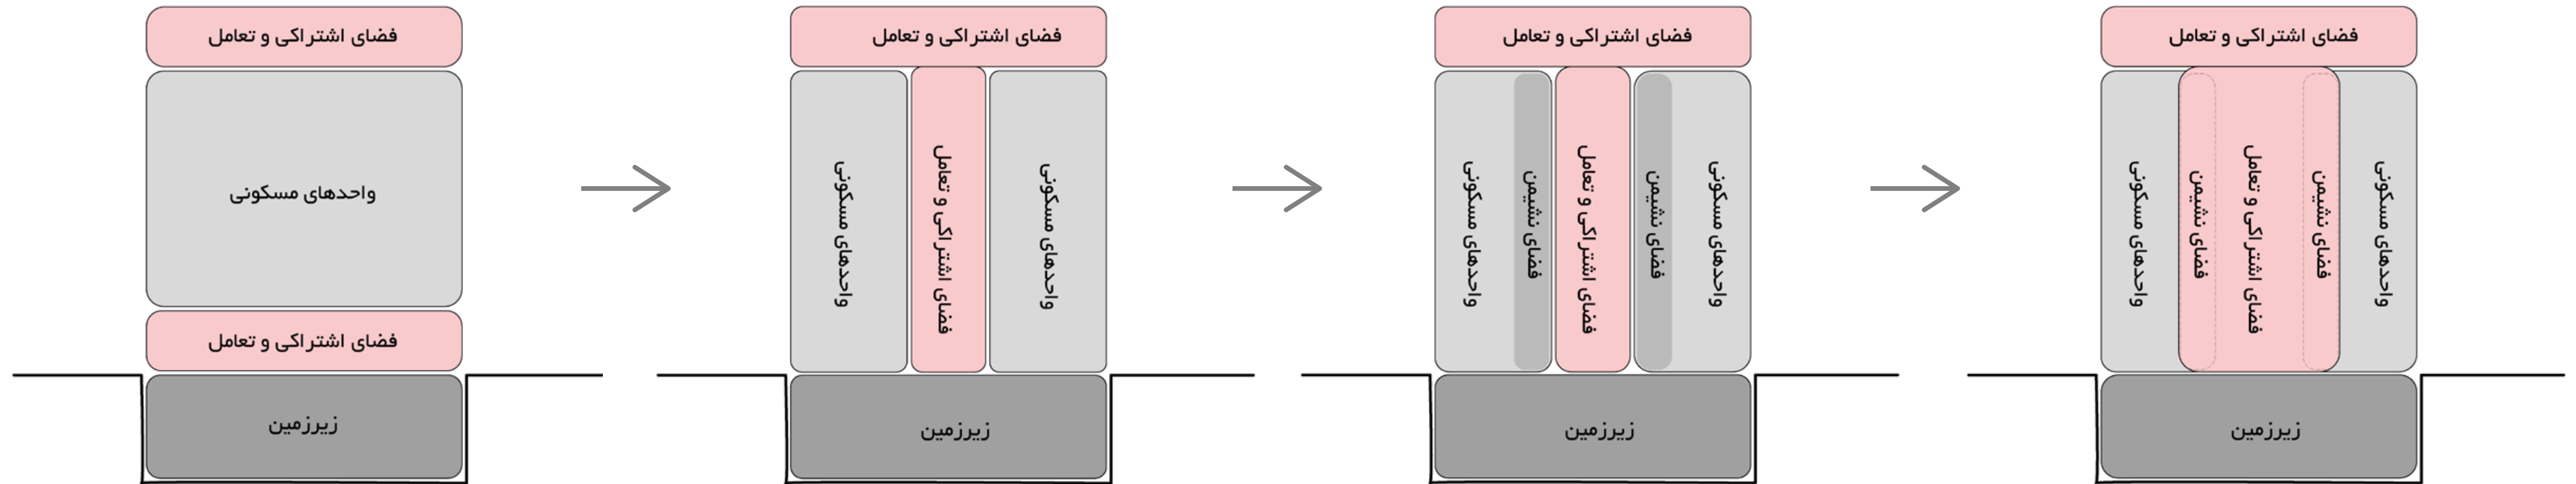 فضای اشتراکی و تعامل
واحدهای مسکونی
فضای اشتراکی و تعامل
زیرزمین
فضای اشتراکی و تعامل
واحدهای مسکونی
فضای اشتراکی و تعامل
واحدهای مسکونی
زیرزمین
فضای اشتراکی و تعامل
واحدهای مسکونی
فضای نشیمن
فضای اشتراکی و تعامل
فضای نشیمن
واحدهای مسکونی
زیرزمین
فضای اشتراکی و تعامل
واحدهای مسکونی
فضای نشیمن
فضای اشتراکی و تعامل
فضای نشیمن
واحدهای مسکونی
زیرزمین